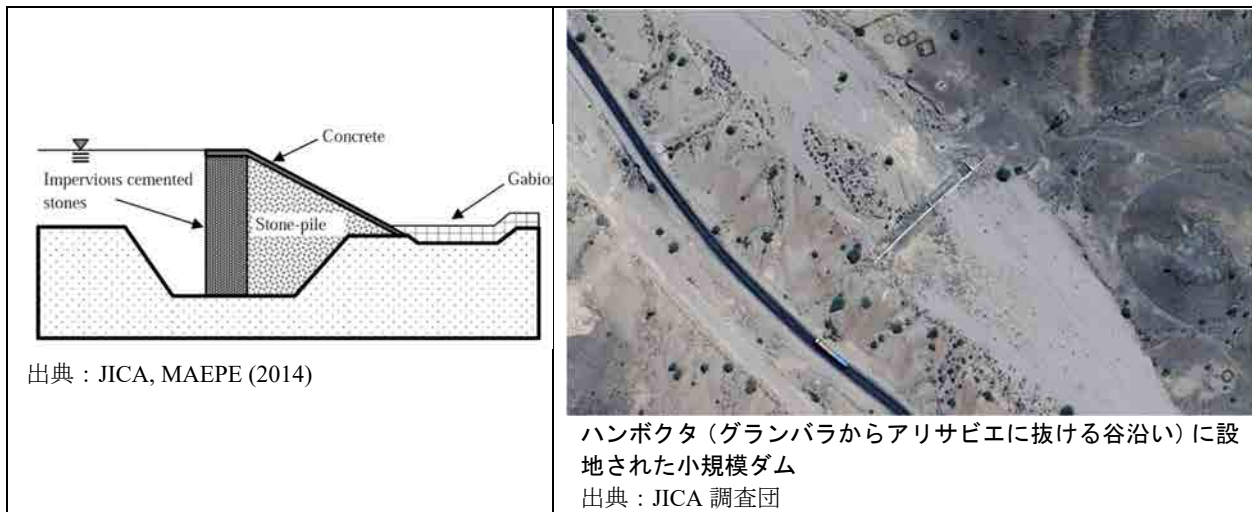 Concrete
Impervious cemented
stones
Gabio
Stone-pile
出典：JICA, MAEPE (2014)
ハンボクタ（グランバラからアリサビエに抜ける谷沿い）に設
地された小規模ダム
出典：JICA 調査団